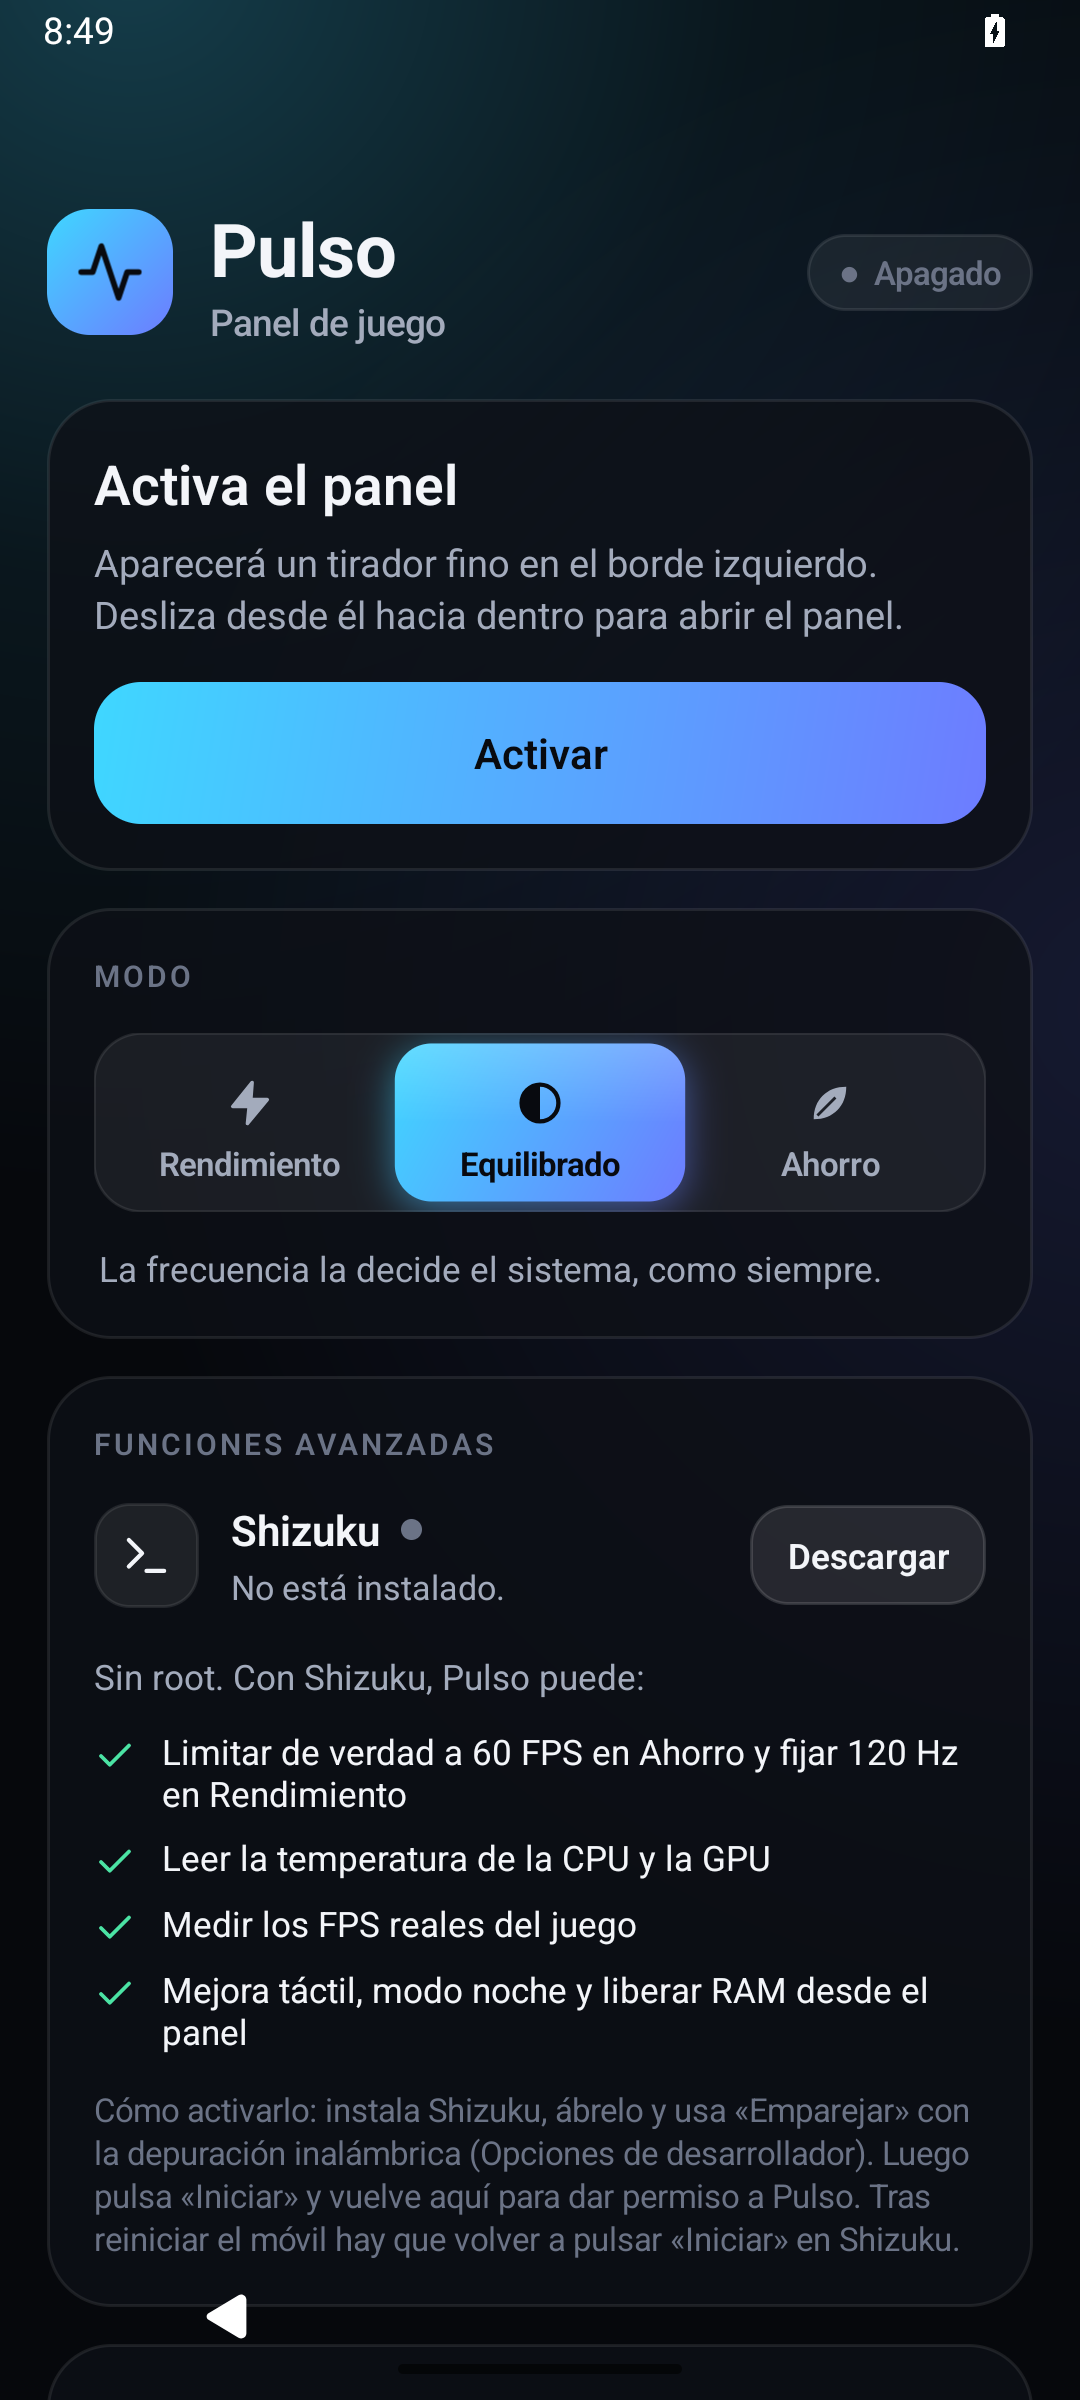 8:49
Pulso
Panel de juego
Apagado
Activa el panel
Aparecerá un tirador fino en el borde izquierdo.
Desliza desde él hacia dentro para abrir el panel.
Activar
MODO
Rendimiento
Equilibrado
Ahorro
La frecuencia la decide el sistema, como siempre.
FUNCIONES AVANZADAS
Shizuku
No está instalado.
Descargar
Sin root. Con Shizuku, Pulso puede:
Limitar de verdad a 60 FPS en Ahorro y fijar 120 Hz
en Rendimiento
Leer la temperatura de la CPU y la GPU
Medir los FPS reales del juego
Mejora táctil, modo noche y liberar RAM desde el
panel
Cómo activarlo: instala Shizuku, ábrelo y usa «Emparejar» con
la depuración inalámbrica (Opciones de desarrollador). Luego
pulsa «Iniciar» y vuelve aquí para dar permiso a Pulso. Tras
reiniciar el móvil hay que volver a pulsar «Iniciar» en Shizuku.